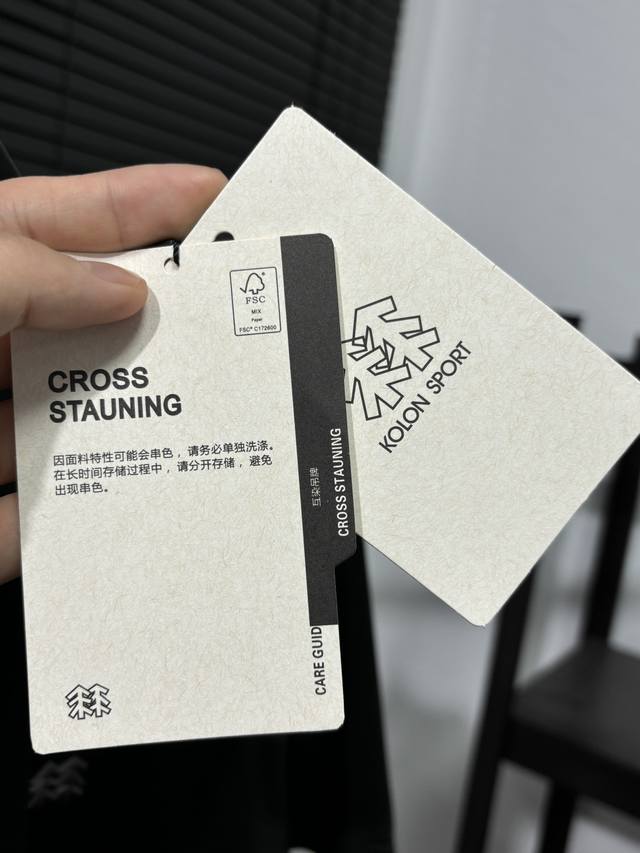 FSC
MIX
Paper
FSC® C172600
CROSS
STAUNING
因面料特性可能会串色，请务必单独洗涤。
在长时间存储过程中，请分开存储，避免
出现串色。
互染吊牌
CROSS STAUNING
CARE GUID
KOLON SPORT